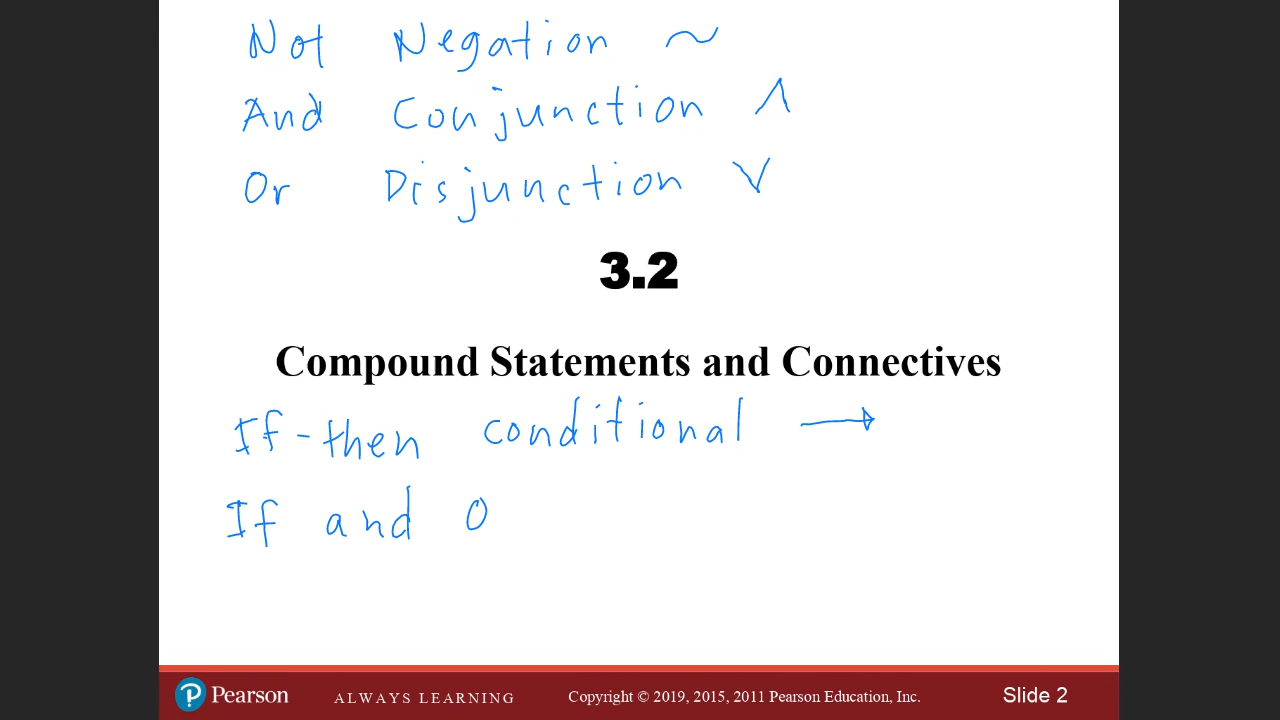 Not Negation ~
And Conjunction ∧
Or Disjunction ∨
3.2
Compound Statements and Connectives
If-then conditional →
If and O
Pearson ALWAYS LEARNING Copyright © 2019, 2015, 2011 Pearson Education, Inc. Slide 2